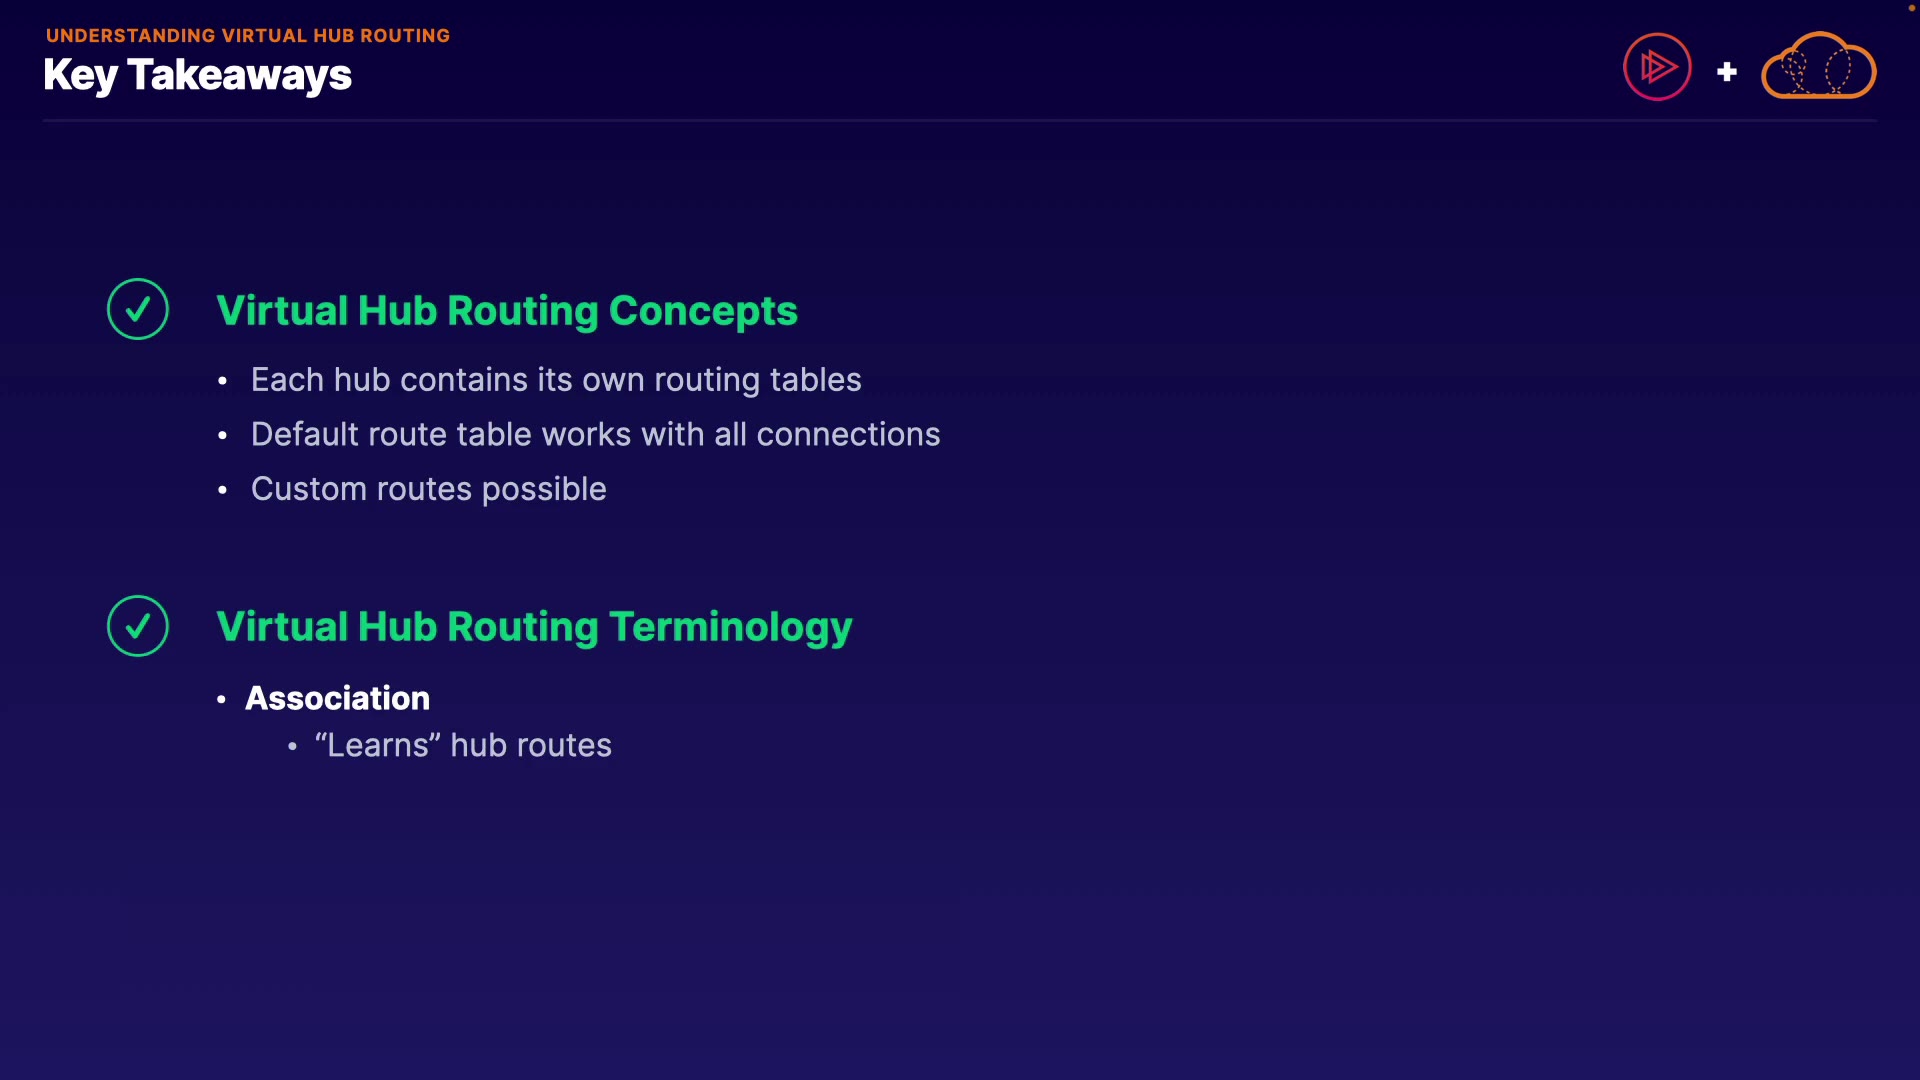 UNDERSTANDING VIRTUAL HUB ROUTING
Key Takeaways
Virtual Hub Routing Concepts
• Each hub contains its own routing tables
• Default route table works with all connections
• Custom routes possible
Virtual Hub Routing Terminology
• Association
• “Learns” hub routes